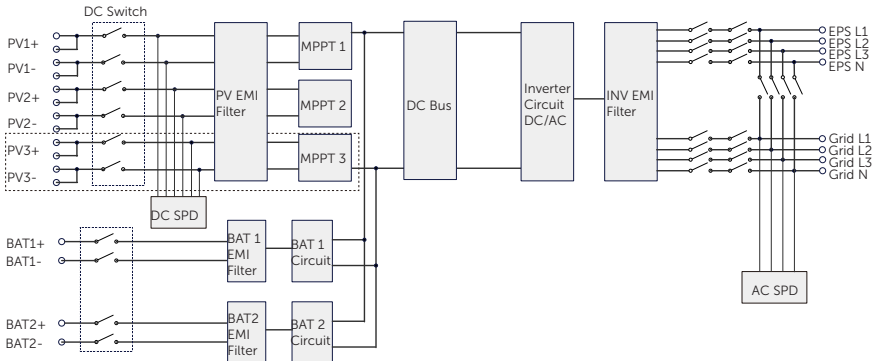 DC Switch
PV1+
PV1-
PV2+
PV2-
PV3+
PV3-
PV EMI
Filter
MPPT 1
MPPT 2
MPPT 3
DC Bus
Inverter
Circuit
DC/AC
INV EMI
Filter
EPS L1
EPS L2
EPS L3
EPS N
Grid L1
Grid L2
Grid L3
Grid N
DC SPD
BAT1+
BAT1-
BAT 1
EMI
Filter
BAT 1
Circuit
AC SPD
BAT2+
BAT2-
BAT2
EMI
Filter
BAT 2
Circuit